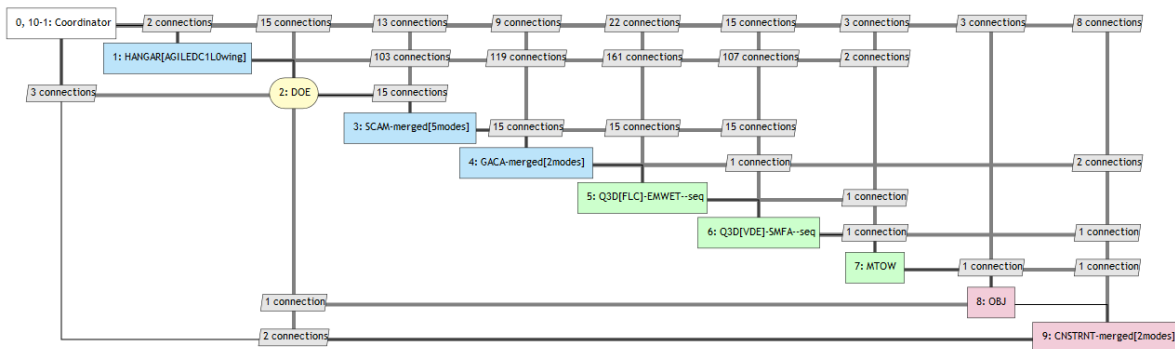 0, 10-1: Coordinator
2 connections
15 connections
13 connections
9 connections
22 connections
15 connections
3 connections
3 connections
8 connections
1: HANGAR[AGILEDC1L0wing]
103 connections
119 connections
161 connections
107 connections
2 connections
3 connections
2: DOE
15 connections
3: SCAM-merged[5modes]
15 connections
15 connections
15 connections
4: GACA-merged[2modes]
1 connection
2 connections
5: Q3D[FLC]-EMWET--seq
1 connection
6: Q3D[VDE]-SMFA--seq
1 connection
1 connection
7: MTOW
1 connection
1 connection
1 connection
8: OBJ
2 connections
9: CNSTRNT-merged[2modes]